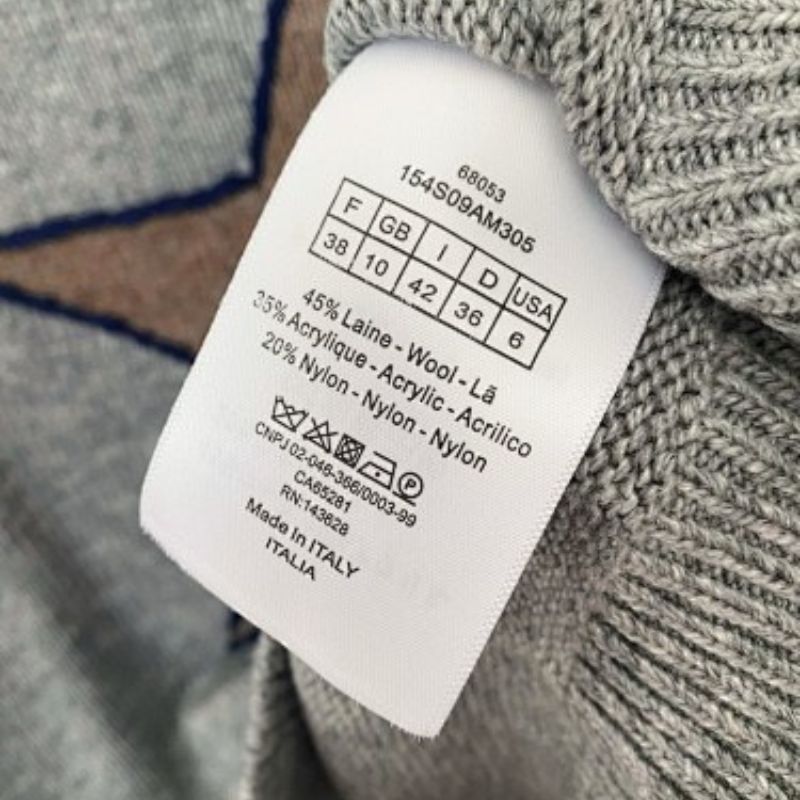 68053
154S09AM305
F GB I D USA
38 10 42 36 6
45% Laine - Wool - Lã
35% Acrylique - Acrylic - Acrilico
20% Nylon - Nylon - Nylon
P
CNPJ 02-046-366/0003-99
CA65281
RN:143628
Made In ITALY
ITALIA